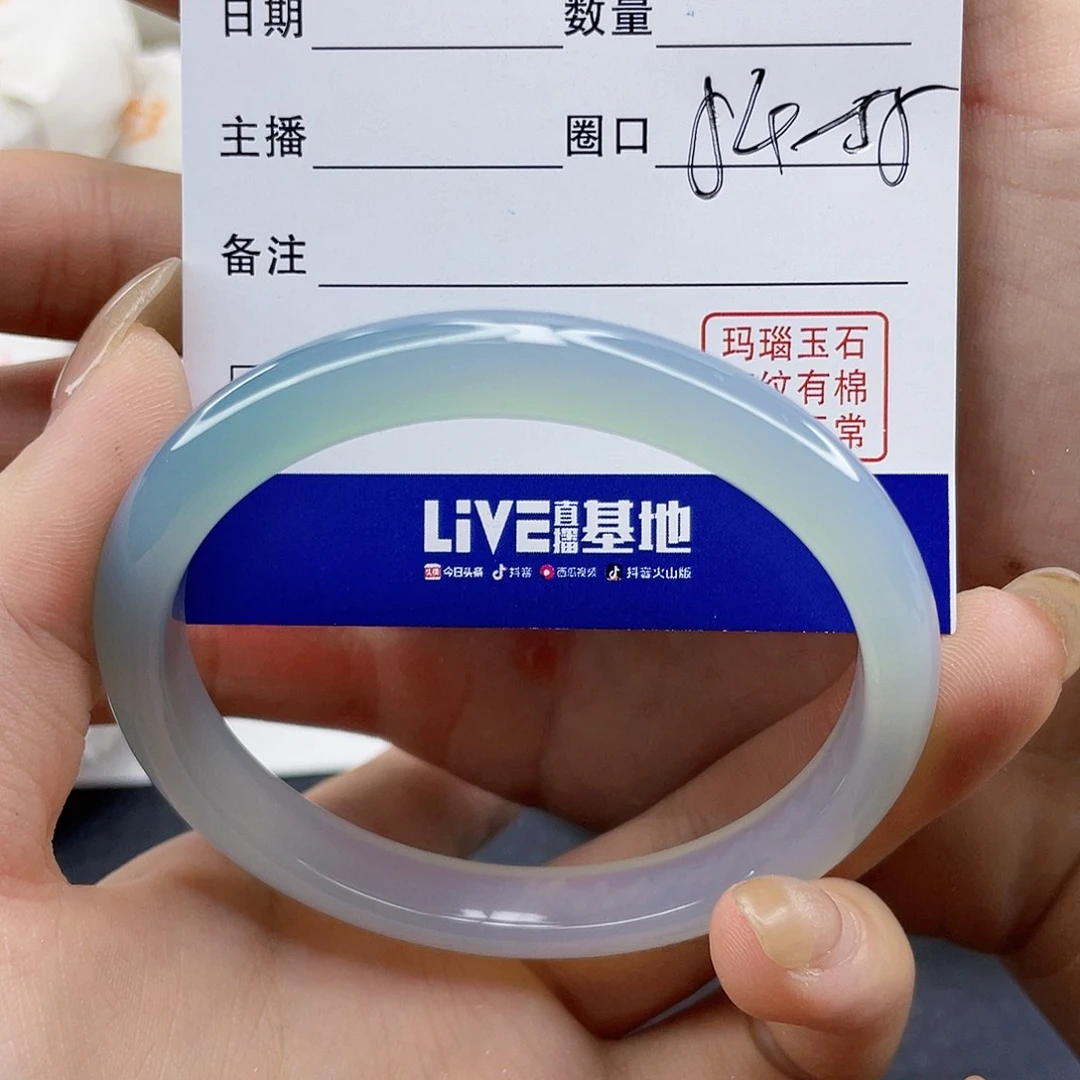 日期 数量
主播 圈口
备注
玛瑙玉石
纹有棉
常
LiVE直播基地
今日头条 抖音 西瓜视频 抖音火山版